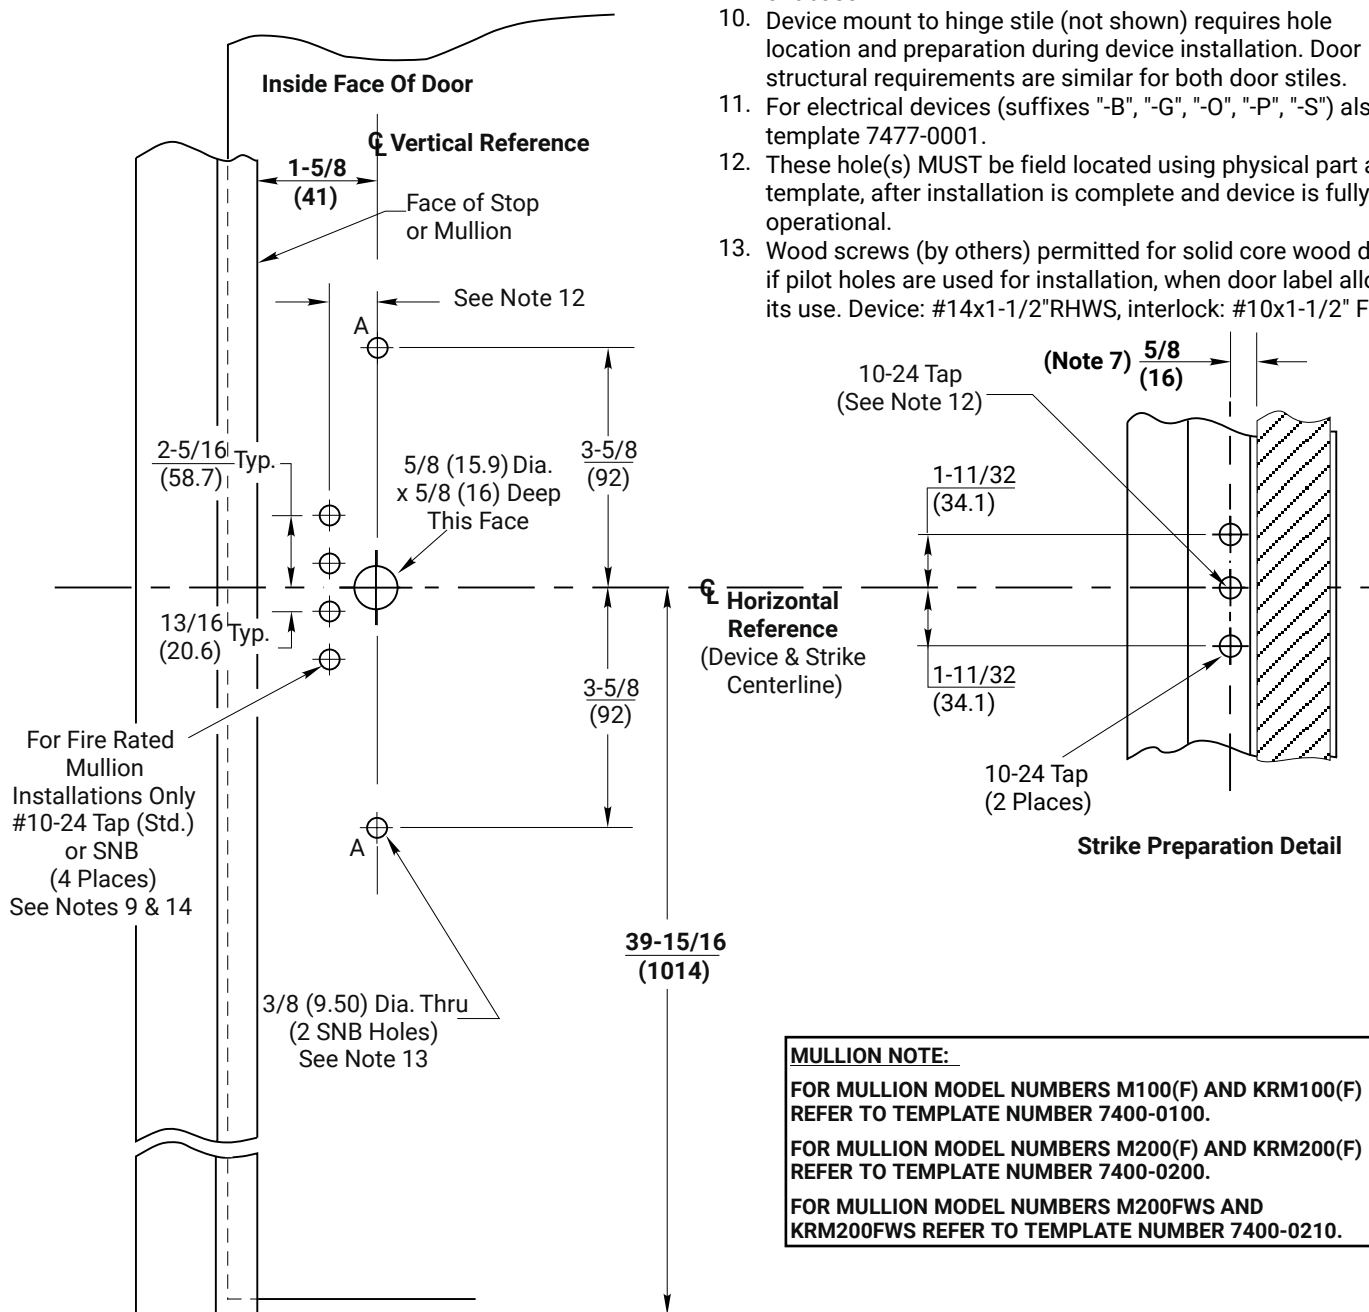 10. Device mount to hinge stile (not shown) requires hole
location and preparation during device installation. Door
structural requirements are similar for both door stiles.
11. For electrical devices (suffixes "-B", "-G", "-O", "-P", "-S")
template 7477-0001.
12. These hole(s) MUST be field located using physical part
template, after installation is complete and device is fully
operational.
13. Wood screws (by others) permitted for solid core wood
if pilot holes are used for installation, when door label
its use. Device: #14x1-1/2"RHWS, interlock: #10x1-1/2"
Inside Face Of Door
℄ Vertical Reference
1-5/8
(41)
Face of Stop
or Mullion
See Note 12
A
2-5/16 Typ.
(58.7)
5/8 (15.9) Dia.
x 5/8 (16) Deep
This Face
3-5/8
(92)
13/16 Typ.
(20.6)
3-5/8
(92)
For Fire Rated
Mullion
Installations Only
#10-24 Tap (Std.)
or SNB
(4 Places)
See Notes 9 & 14
A
3/8 (9.50) Dia. Thru
(2 SNB Holes)
See Note 13
39-15/16
(1014)
℄ Horizontal
Reference
(Device & Strike
Centerline)
(Note 7) 5/8
(16)
10-24 Tap
(See Note 12)
1-11/32
(34.1)
1-11/32
(34.1)
10-24 Tap
(2 Places)
Strike Preparation Detail
MULLION NOTE:
FOR MULLION MODEL NUMBERS M100(F) AND KRM100(F)
REFER TO TEMPLATE NUMBER 7400-0100.
FOR MULLION MODEL NUMBERS M200(F) AND KRM200(F)
REFER TO TEMPLATE NUMBER 7400-0200.
FOR MULLION MODEL NUMBERS M200FWS AND
KRM200FWS REFER TO TEMPLATE NUMBER 7400-0210.